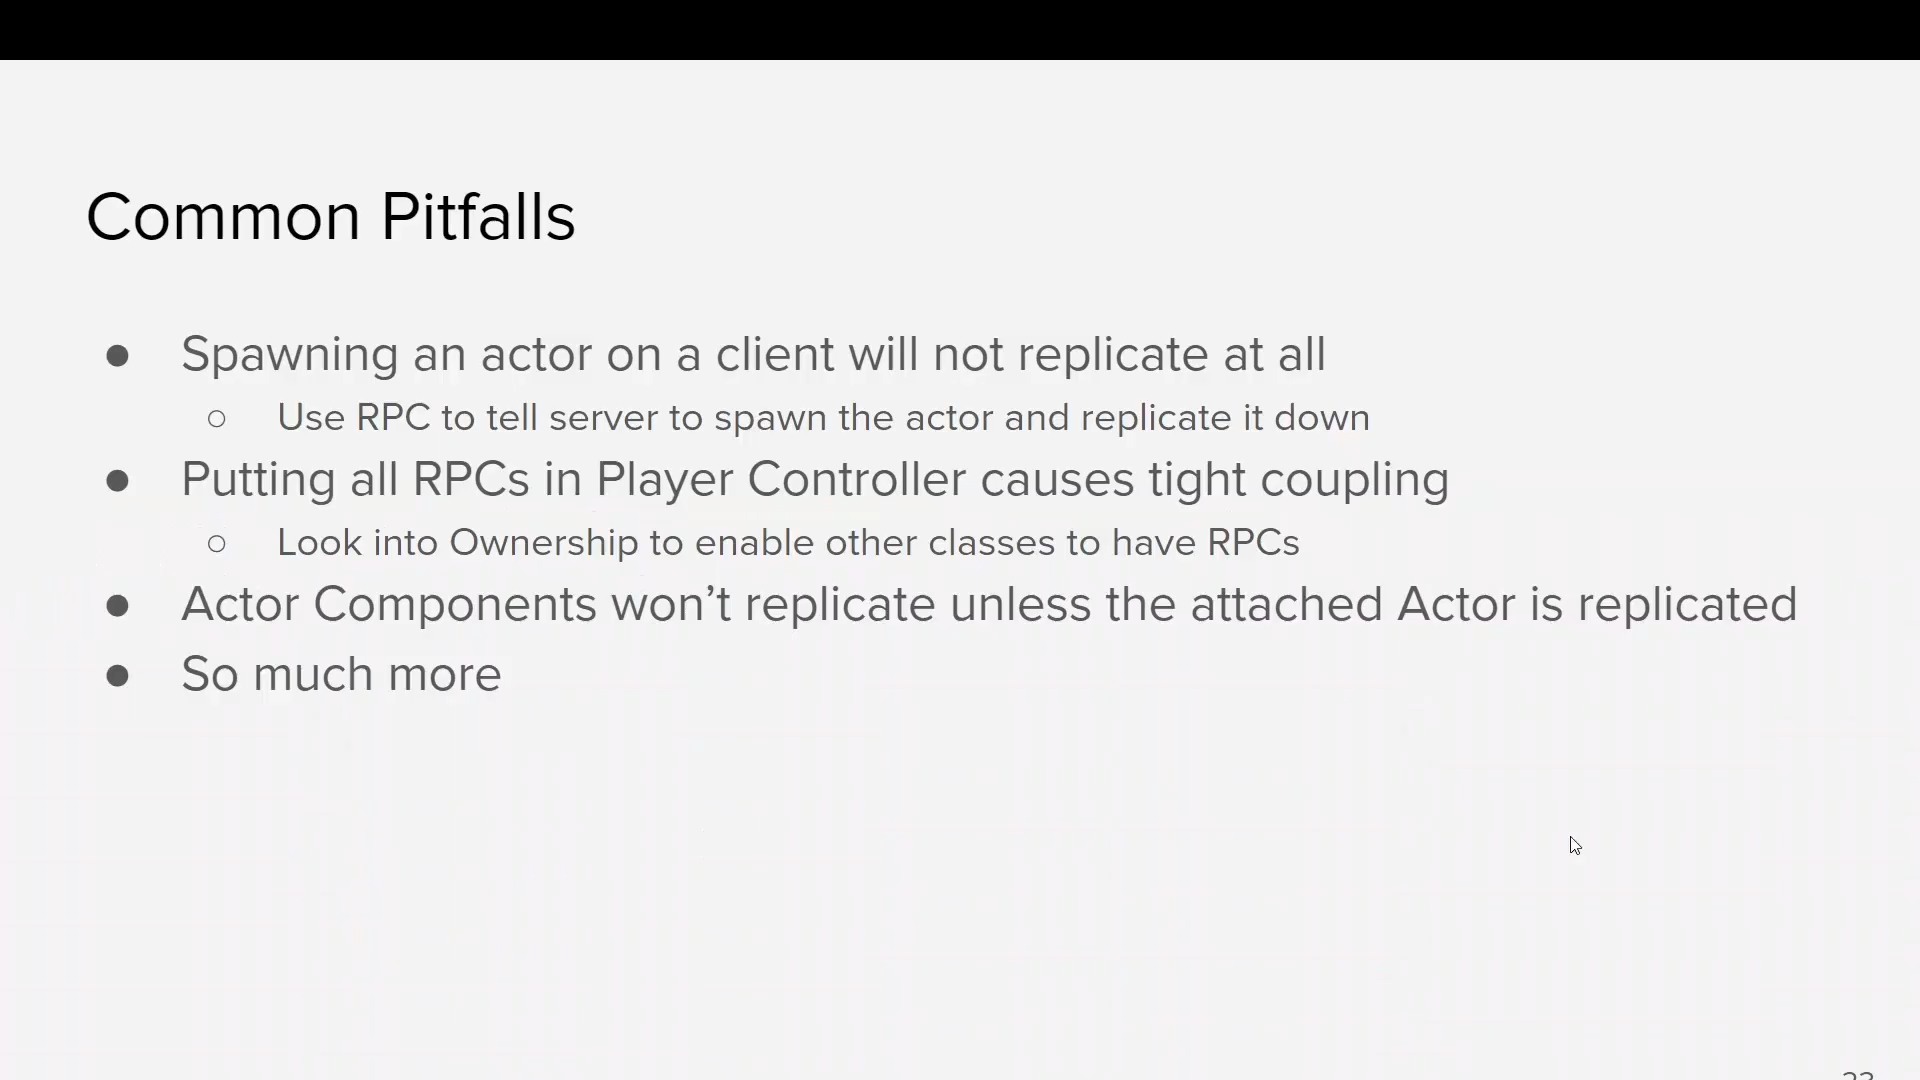 Common Pitfalls
● Spawning an actor on a client will not replicate at all
○ Use RPC to tell server to spawn the actor and replicate it down
● Putting all RPCs in Player Controller causes tight coupling
○ Look into Ownership to enable other classes to have RPCs
● Actor Components won’t replicate unless the attached Actor is replicated
● So much more